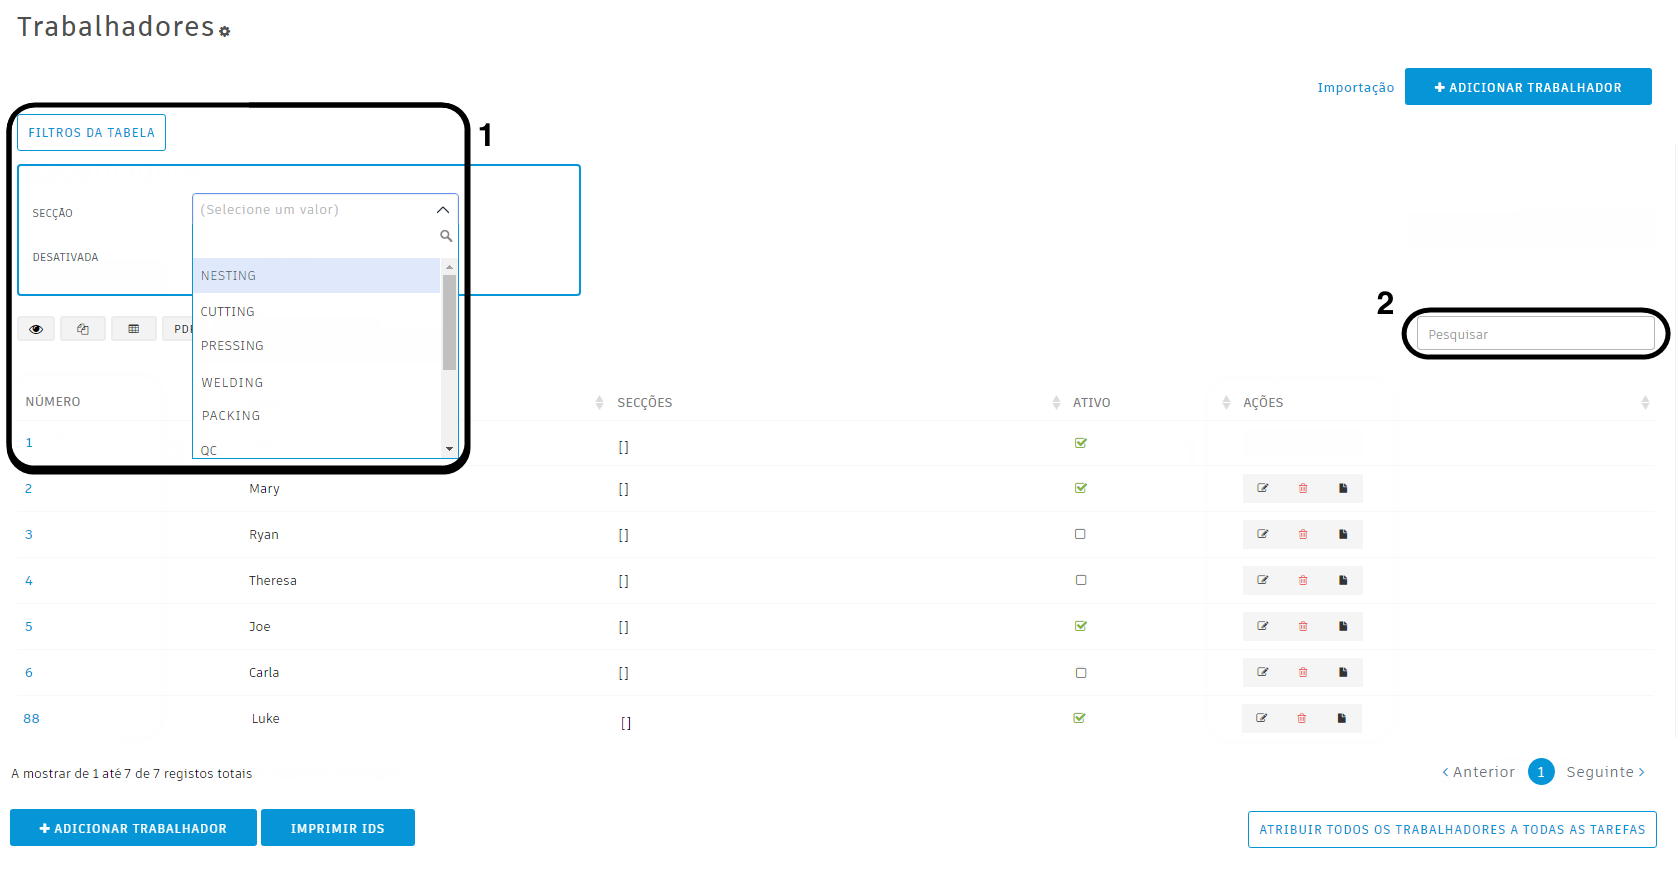 Trabalhadores
Importação
ADICIONAR TRABALHADOR
FILTROS DA TABELA
1
SECÇÃO
(Selecione um valor)
DESATIVADA
NESTING
CUTTING
PRESSING
WELDING
PACKING
QC
2
Pesquisar
NÚMERO SECÇÕES ATIVO AÇÕES
1 []
2 Mary []
3 Ryan []
4 Theresa []
5 Joe []
6 Carla []
88 Luke []
A mostrar de 1 até 7 de 7 registos totais
Anterior 1 Seguinte
ADICIONAR TRABALHADOR IMPRIMIR IDS
ATRIBUIR TODOS OS TRABALHADORES A TODAS AS TAREFAS